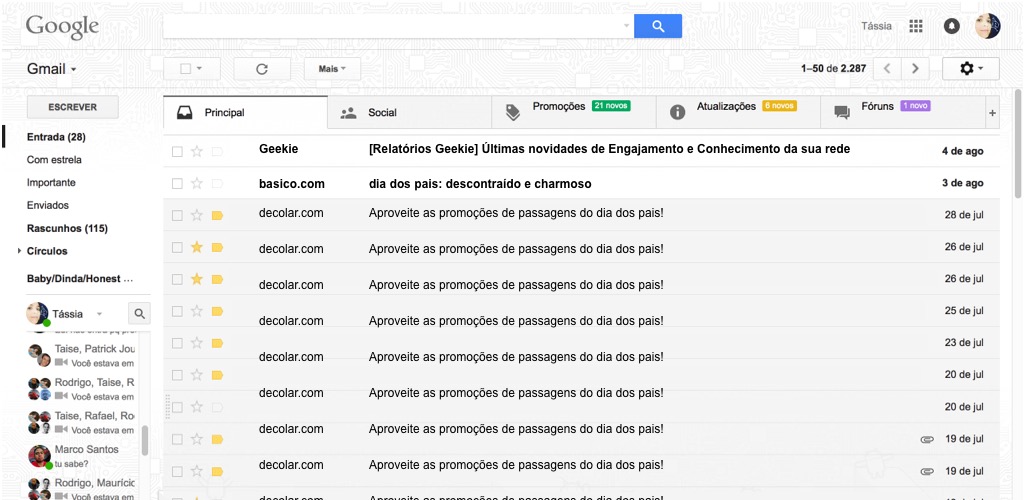 Google
Tássia
Gmail
Mais
1–50 de 2.287
ESCREVER
Principal
Social
Promoções 21 novos
Atualizações 6 novos
Fóruns 1 novo
+
Entrada (28)
Com estrela
Importante
Enviados
Rascunhos (115)
Círculos
Baby/Dinda/Honest ...
Tássia
Taise, Patrick Jou
Você estava em
Rodrigo, Taise, R
Você estava em
Taise, Rafael, Ro
Você estava em
Marco Santos
tu sabe?
Rodrigo, Maurício
Você estava em
Geekie [Relatórios Geekie] Últimas novidades de Engajamento e Conhecimento da sua rede 4 de ago
basico.com dia dos pais: descontraído e charmoso 3 de ago
decolar.com Aproveite as promoções de passagens do dia dos pais! 28 de jul
decolar.com Aproveite as promoções de passagens do dia dos pais! 26 de jul
decolar.com Aproveite as promoções de passagens do dia dos pais! 26 de jul
decolar.com Aproveite as promoções de passagens do dia dos pais! 25 de jul
decolar.com Aproveite as promoções de passagens do dia dos pais! 23 de jul
decolar.com Aproveite as promoções de passagens do dia dos pais! 20 de jul
decolar.com Aproveite as promoções de passagens do dia dos pais! 20 de jul
decolar.com Aproveite as promoções de passagens do dia dos pais! 19 de jul
decolar.com Aproveite as promoções de passagens do dia dos pais! 19 de jul